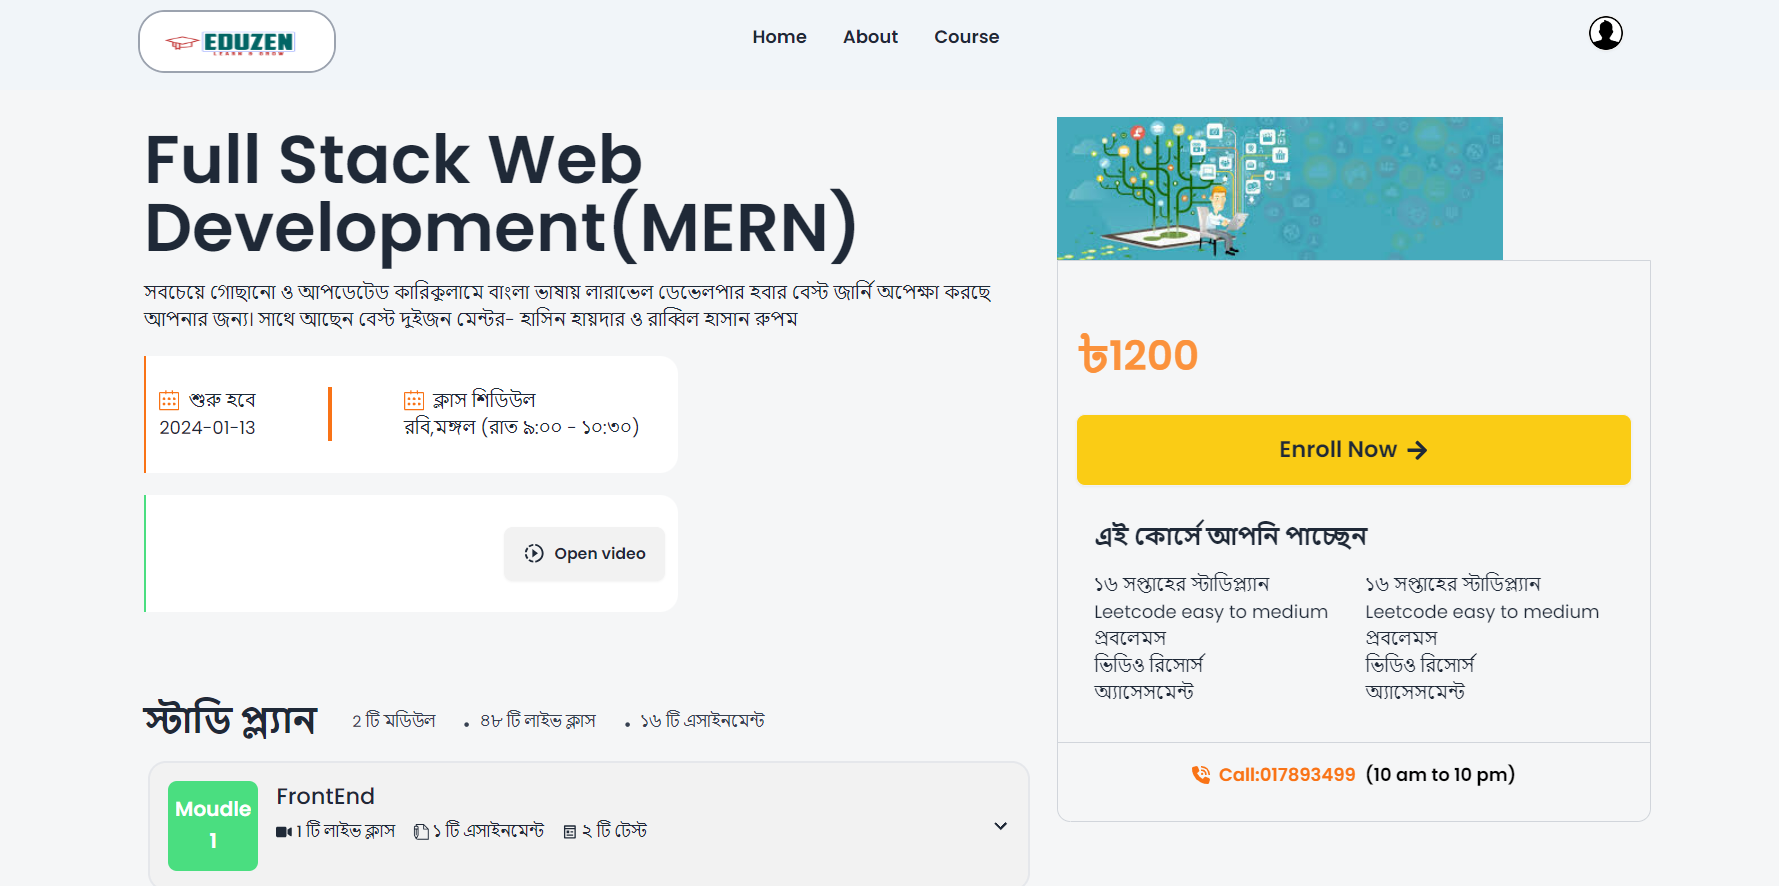 EDUZEN
LEARN & GROW
Home
About
Course
Full Stack Web
Development(MERN)
সবচেয়ে গোছানো ও আপডেটেড কারিকুলামে বাংলা ভাষায় লারাভেল ডেভেলপার হবার বেস্ট জার্নি অপেক্ষা করছে
আপনার জন্য। সাথে আছেন বেস্ট দুইজন মেন্টর- হাসিন হায়দার ও রাব্বিল হাসান রুপম
শুরু হবে
2024-01-13
ক্লাস শিডিউল
রবি,মঙ্গল (রাত ৯:০০ - ১০:৩০)
Open video
স্টাডি প্ল্যান
2 টি মডিউল
• ৪৮ টি লাইভ ক্লাস
• ১৬ টি এসাইনমেন্ট
Moudle
1
FrontEnd
1 টি লাইভ ক্লাস
১ টি এসাইনমেন্ট
২ টি টেস্ট
৳1200
Enroll Now
এই কোর্সে আপনি পাচ্ছেন
১৬ সপ্তাহের স্টাডিপ্ল্যান
Leetcode easy to medium
প্রবলেমস
ভিডিও রিসোর্স
অ্যাসেসমেন্ট
১৬ সপ্তাহের স্টাডিপ্ল্যান
Leetcode easy to medium
প্রবলেমস
ভিডিও রিসোর্স
অ্যাসেসমেন্ট
Call:017893499 (10 am to 10 pm)